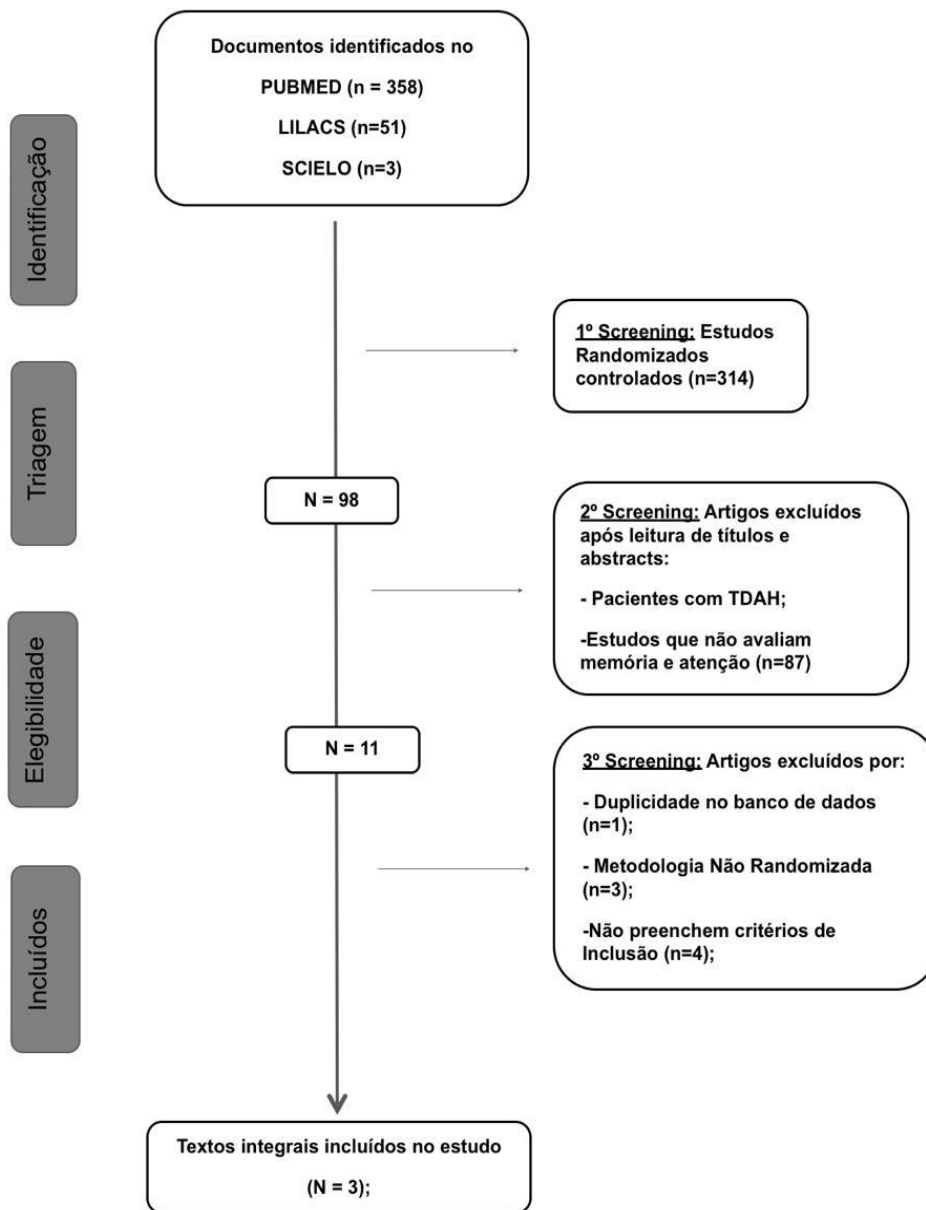 Documentos identificados no
PUBMED (n = 358)
LILACS (n=51)
SCIELO (n=3)
Identificação
1º Screening: Estudos
Randomizados
controlados (n=314)
Triagem
N = 98
2º Screening: Artigos excluídos
após leitura de títulos e
abstracts:
- Pacientes com TDAH;
-Estudos que não avaliam
memória e atenção (n=87)
Elegibilidade
N = 11
3º Screening: Artigos excluídos por:
- Duplicidade no banco de dados
(n=1);
- Metodologia Não Randomizada
(n=3);
-Não preenchem critérios de
Inclusão (n=4);
Incluídos
Textos integrais incluídos no estudo
(N = 3);